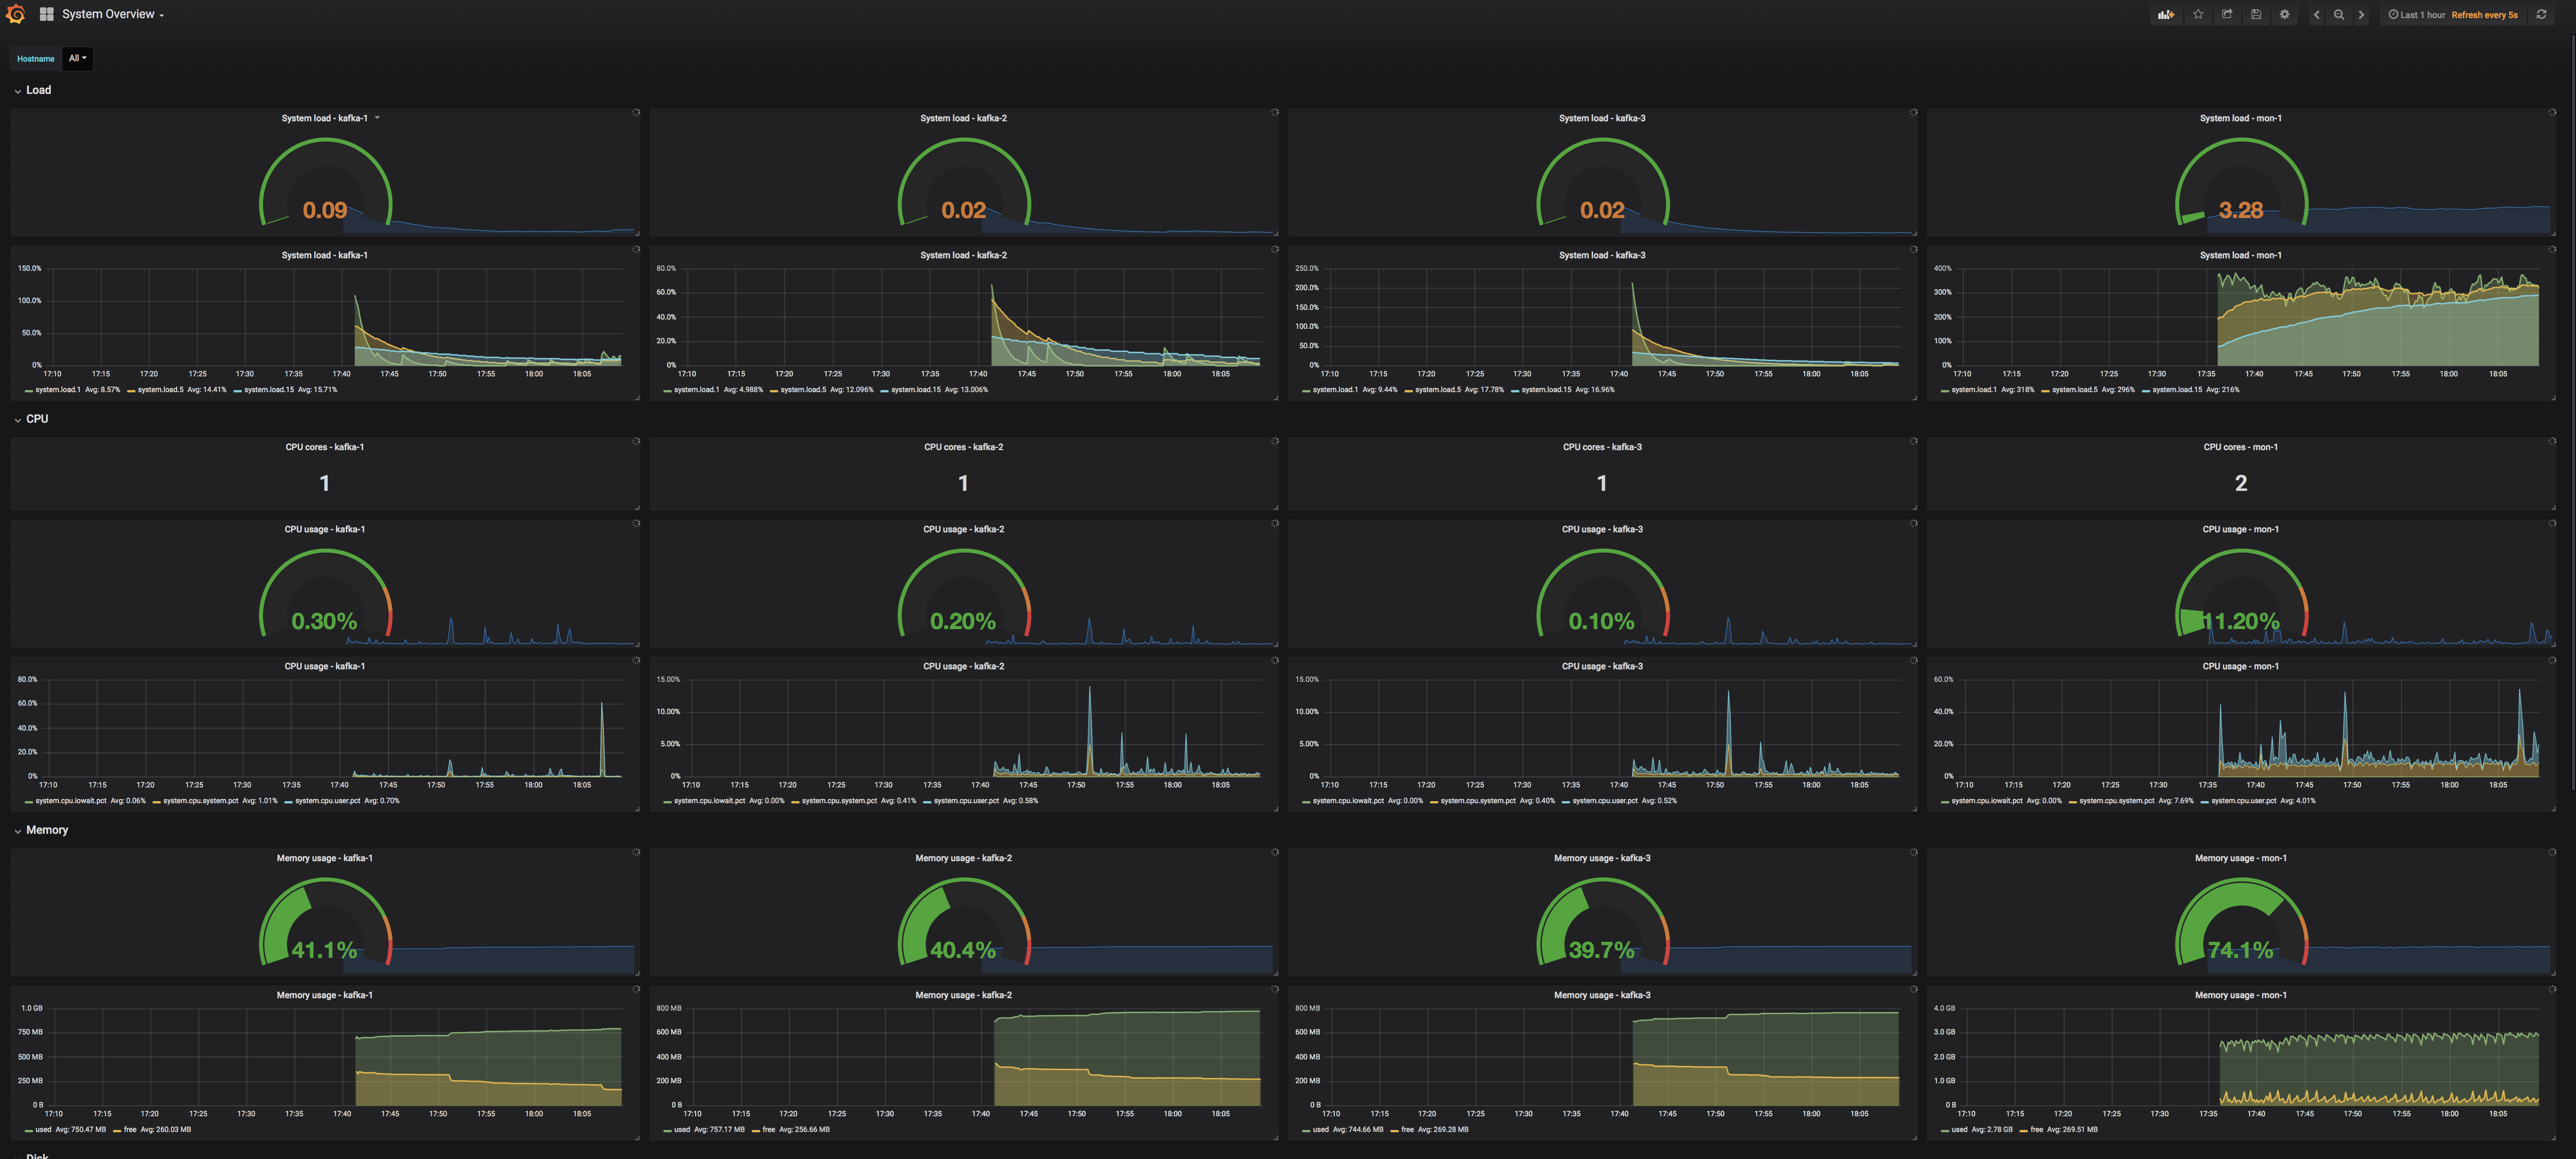 System Overview
Last 1 hour Refresh every 5s
Hostname All
Load
System load - kafka-1
0.09
System load - kafka-2
0.02
System load - kafka-3
0.02
System load - mon-1
3.28
System load - kafka-1
150.0%
100.0%
50.0%
0%
17:10 17:15 17:20 17:25 17:30 17:35 17:40 17:45 17:50 17:55 18:00 18:05
system.load.1 Avg: 8.57% system.load.5 Avg: 14.41% system.load.15 Avg: 15.71%
System load - kafka-2
80.0%
60.0%
40.0%
20.0%
0%
17:10 17:15 17:20 17:25 17:30 17:35 17:40 17:45 17:50 17:55 18:00 18:05
system.load.1 Avg: 4.988% system.load.5 Avg: 12.096% system.load.15 Avg: 13.006%
System load - kafka-3
250.0%
200.0%
150.0%
100.0%
50.0%
0%
17:10 17:15 17:20 17:25 17:30 17:35 17:40 17:45 17:50 17:55 18:00 18:05
system.load.1 Avg: 9.44% system.load.5 Avg: 17.78% system.load.15 Avg: 16.96%
System load - mon-1
400%
300%
200%
100%
0%
17:10 17:15 17:20 17:25 17:30 17:35 17:40 17:45 17:50 17:55 18:00 18:05
system.load.1 Avg: 318% system.load.5 Avg: 296% system.load.15 Avg: 216%
CPU
CPU cores - kafka-1
1
CPU cores - kafka-2
1
CPU cores - kafka-3
1
CPU cores - mon-1
2
CPU usage - kafka-1
0.30%
CPU usage - kafka-2
0.20%
CPU usage - kafka-3
0.10%
CPU usage - mon-1
11.20%
CPU usage - kafka-1
80.0%
60.0%
40.0%
20.0%
0%
17:10 17:15 17:20 17:25 17:30 17:35 17:40 17:45 17:50 17:55 18:00 18:05
system.cpu.iowait.pct Avg: 0.06% system.cpu.system.pct Avg: 1.01% system.cpu.user.pct Avg: 0.70%
CPU usage - kafka-2
15.00%
10.00%
5.00%
0%
17:10 17:15 17:20 17:25 17:30 17:35 17:40 17:45 17:50 17:55 18:00 18:05
system.cpu.iowait.pct Avg: 0.00% system.cpu.system.pct Avg: 0.41% system.cpu.user.pct Avg: 0.58%
CPU usage - kafka-3
15.00%
10.00%
5.00%
0%
17:10 17:15 17:20 17:25 17:30 17:35 17:40 17:45 17:50 17:55 18:00 18:05
system.cpu.iowait.pct Avg: 0.00% system.cpu.system.pct Avg: 0.40% system.cpu.user.pct Avg: 0.52%
CPU usage - mon-1
60.0%
40.0%
20.0%
0%
17:10 17:15 17:20 17:25 17:30 17:35 17:40 17:45 17:50 17:55 18:00 18:05
system.cpu.iowait.pct Avg: 0.00% system.cpu.system.pct Avg: 7.69% system.cpu.user.pct Avg: 4.01%
Memory
Memory usage - kafka-1
41.1%
Memory usage - kafka-2
40.4%
Memory usage - kafka-3
39.7%
Memory usage - mon-1
74.1%
Memory usage - kafka-1
1.0 GB
750 MB
500 MB
250 MB
0 B
17:10 17:15 17:20 17:25 17:30 17:35 17:40 17:45 17:50 17:55 18:00 18:05
used Avg: 750.47 MB free Avg: 260.03 MB
Memory usage - kafka-2
800 MB
600 MB
400 MB
200 MB
0 B
17:10 17:15 17:20 17:25 17:30 17:35 17:40 17:45 17:50 17:55 18:00 18:05
used Avg: 757.17 MB free Avg: 256.66 MB
Memory usage - kafka-3
800 MB
600 MB
400 MB
200 MB
0 B
17:10 17:15 17:20 17:25 17:30 17:35 17:40 17:45 17:50 17:55 18:00 18:05
used Avg: 744.66 MB free Avg: 269.28 MB
Memory usage - mon-1
4.0 GB
3.0 GB
2.0 GB
1.0 GB
0 B
17:10 17:15 17:20 17:25 17:30 17:35 17:40 17:45 17:50 17:55 18:00 18:05
used Avg: 2.78 GB free Avg: 269.51 MB
Disk